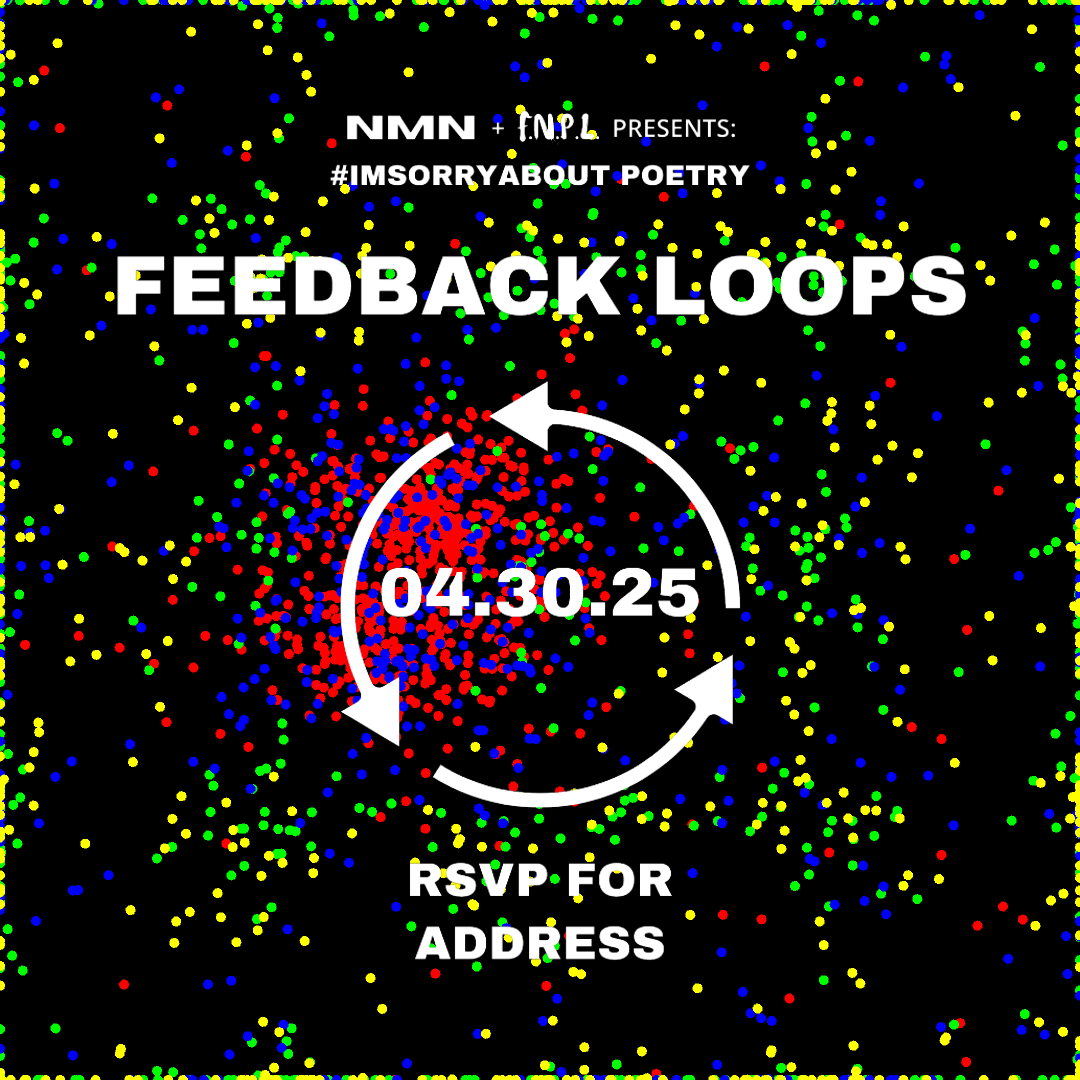 NMN + F.N.P.L. PRESENTS:
#IMSORRYABOUT POETRY
FEEDBACK LOOPS
04.30.25
RSVP FOR
ADDRESS